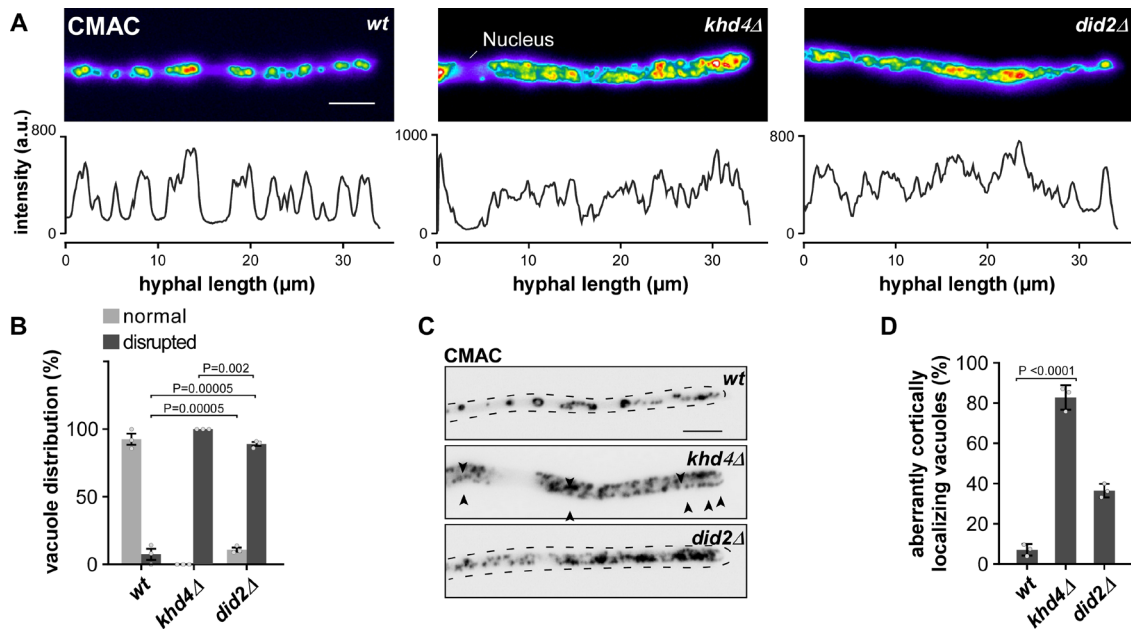 A
CMAC
wt
Nucleus
khd4Δ
did2Δ
intensity (a.u.)
800
0
1000
0
800
0
0 10 20 30
0 10 20 30
0 10 20 30
hyphal length (µm)
hyphal length (µm)
hyphal length (µm)
B
normal
disrupted
vacuole distribution (%)
P=0.002
P=0.00005
P=0.00005
100
50
0
wt
khd4Δ
did2Δ
C
CMAC
wt
khd4Δ
did2Δ
D
aberrantly cortically
localizing vacuoles (%)
P <0.0001
100
80
60
40
20
0
wt
khd4Δ
did2Δ